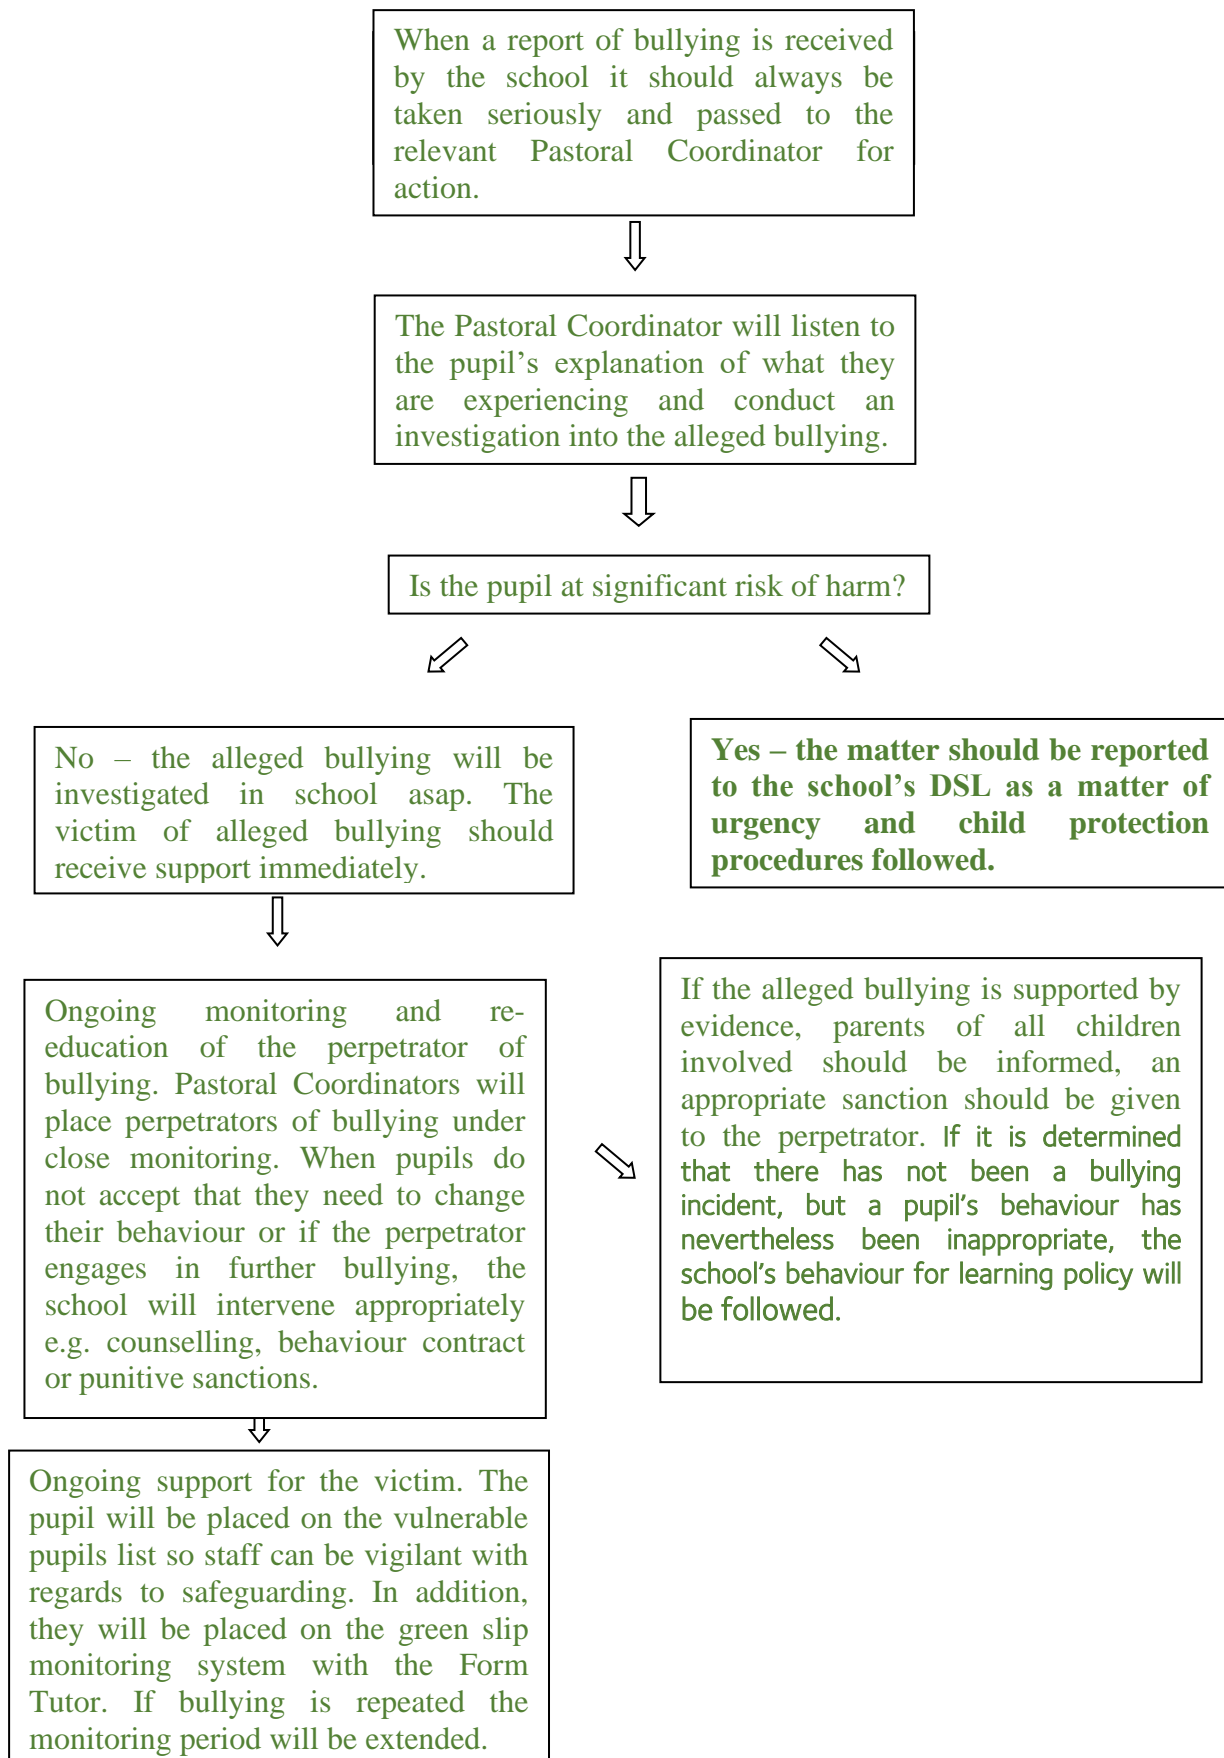 When a report of bullying is received
by the school it should always be
taken seriously and passed to the
relevant Pastoral Coordinator for
action.
The Pastoral Coordinator will listen to
the pupil’s explanation of what they
are experiencing and conduct an
investigation into the alleged bullying.
Is the pupil at significant risk of harm?
No – the alleged bullying will be
investigated in school asap. The
victim of alleged bullying should
receive support immediately.
Yes – the matter should be reported
to the school’s DSL as a matter of
urgency and child protection
procedures followed.
Ongoing monitoring and re-
education of the perpetrator of
bullying. Pastoral Coordinators will
place perpetrators of bullying under
close monitoring. When pupils do
not accept that they need to change
their behaviour or if the perpetrator
engages in further bullying, the
school will intervene appropriately
e.g. counselling, behaviour contract
or punitive sanctions.
If the alleged bullying is supported by
evidence, parents of all children
involved should be informed, an
appropriate sanction should be given
to the perpetrator. If it is determined
that there has not been a bullying
incident, but a pupil’s behaviour has
nevertheless been inappropriate, the
school’s behaviour for learning policy will
be followed.
Ongoing support for the victim. The
pupil will be placed on the vulnerable
pupils list so staff can be vigilant with
regards to safeguarding. In addition,
they will be placed on the green slip
monitoring system with the Form
Tutor. If bullying is repeated the
monitoring period will be extended.